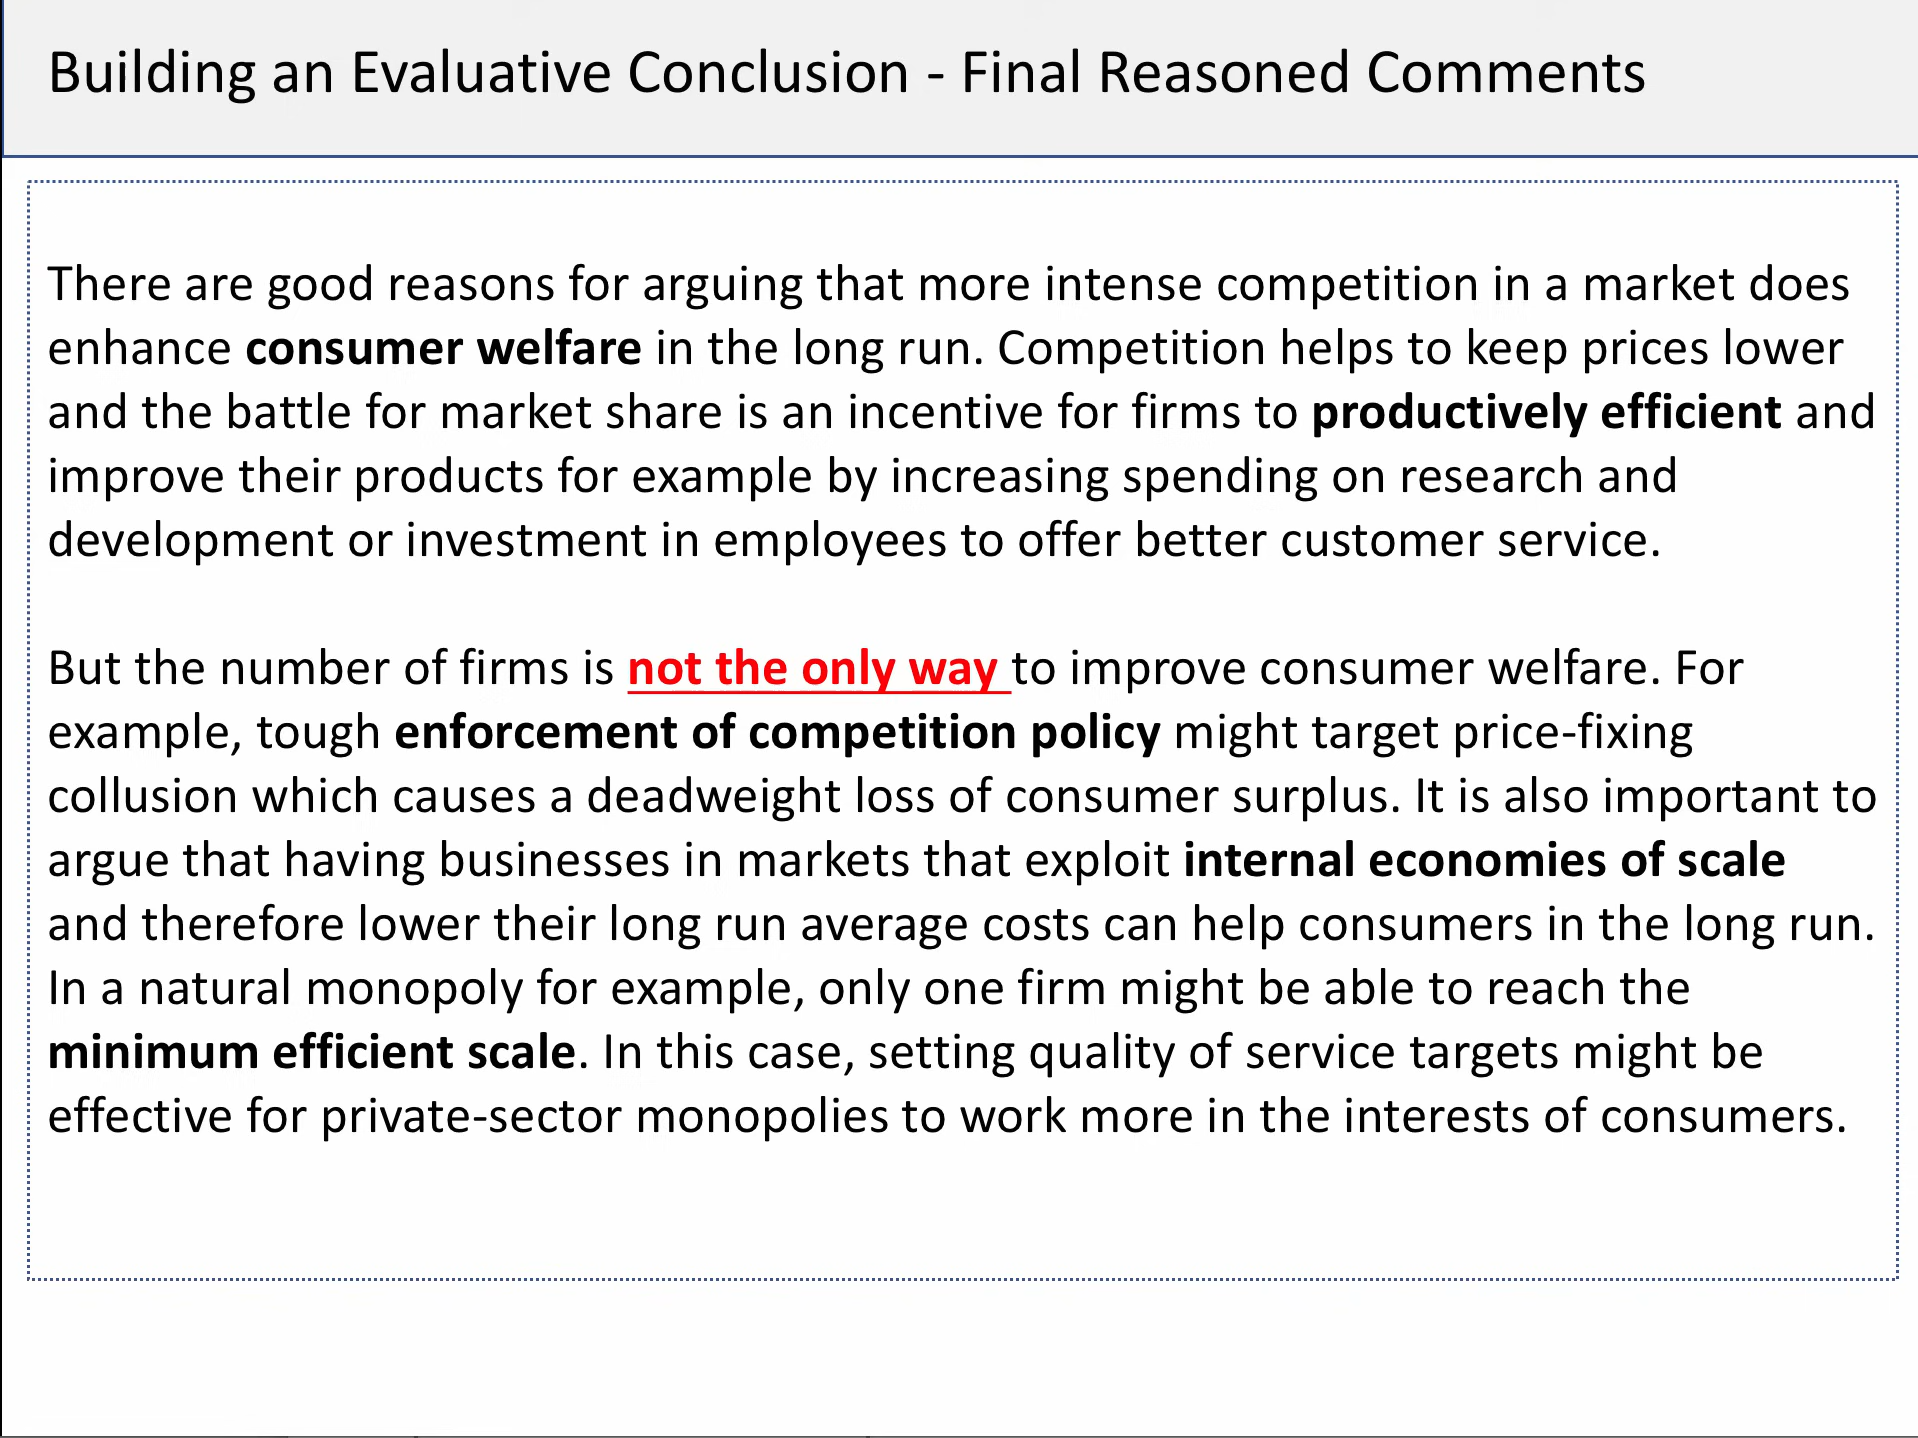 Building an Evaluative Conclusion - Final Reasoned Comments
There are good reasons for arguing that more intense competition in a market does
enhance consumer welfare in the long run. Competition helps to keep prices lower
and the battle for market share is an incentive for firms to productively efficient and
improve their products for example by increasing spending on research and
development or investment in employees to offer better customer service.
But the number of firms is not the only way to improve consumer welfare. For
example, tough enforcement of competition policy might target price-fixing
collusion which causes a deadweight loss of consumer surplus. It is also important to
argue that having businesses in markets that exploit internal economies of scale
and therefore lower their long run average costs can help consumers in the long run.
In a natural monopoly for example, only one firm might be able to reach the
minimum efficient scale. In this case, setting quality of service targets might be
effective for private-sector monopolies to work more in the interests of consumers.